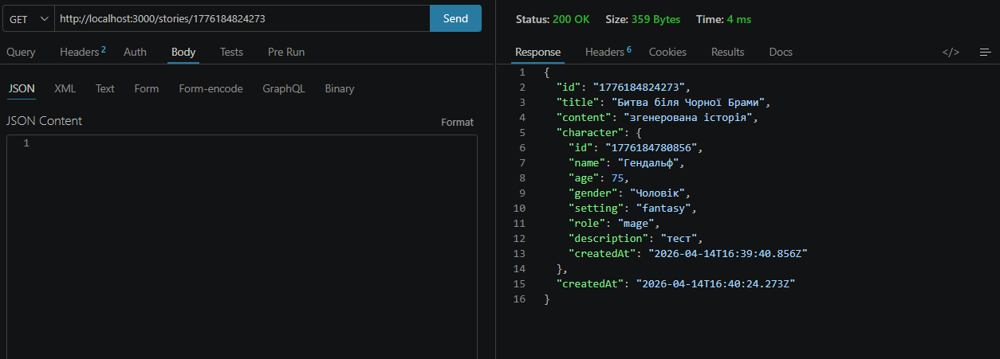 GET http://localhost:3000/stories/1776184824273 Send
Query Headers 2 Auth Body Tests Pre Run
JSON XML Text Form Form-encode GraphQL Binary
JSON Content Format
1
Status: 200 OK Size: 359 Bytes Time: 4 ms
Response Headers 6 Cookies Results Docs </>
1 {
2 "id": "1776184824273",
3 "title": "Битва біля Чорної Брами",
4 "content": "згенерована історія",
5 "character": {
6 "id": "1776184780856",
7 "name": "Гендальф",
8 "age": 75,
9 "gender": "Чоловік",
10 "setting": "fantasy",
11 "role": "mage",
12 "description": "тест",
13 "createdAt": "2026-04-14T16:39:40.856Z"
14 },
15 "createdAt": "2026-04-14T16:40:24.273Z"
16 }